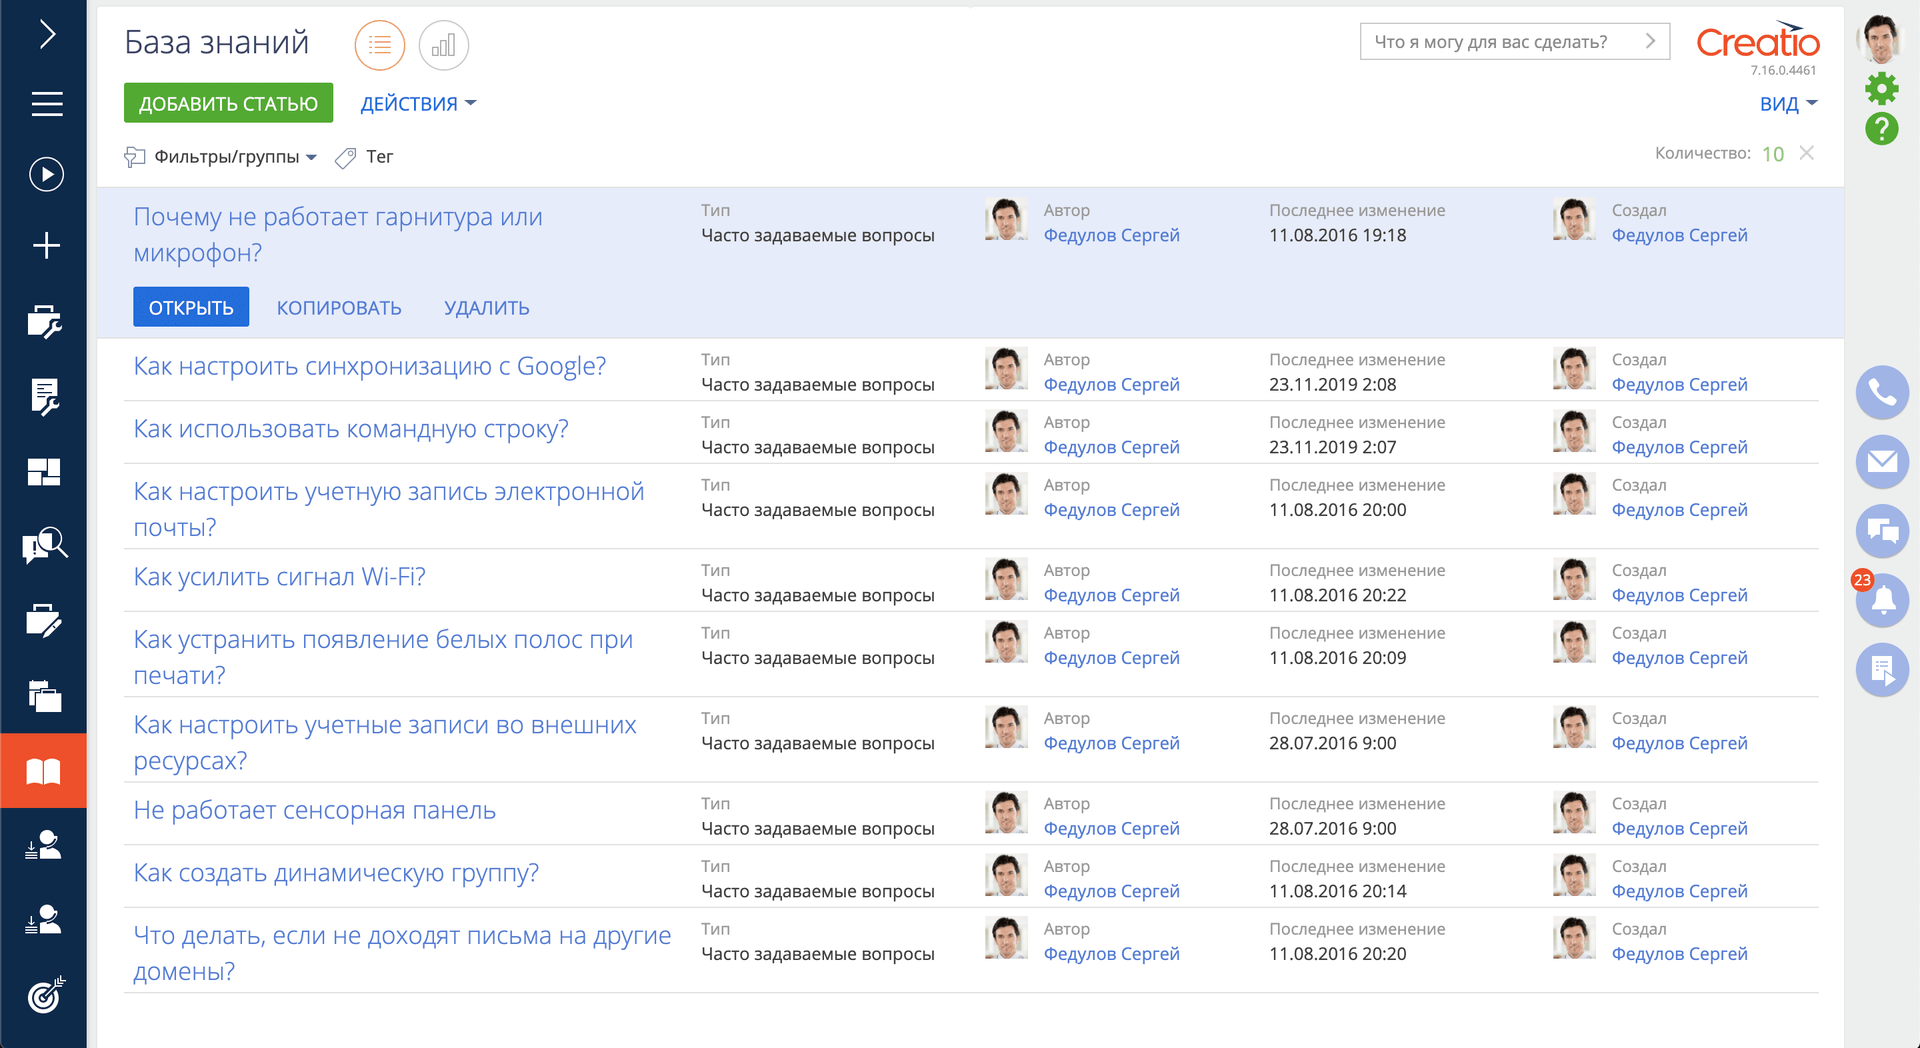 База знаний
Что я могу для вас сделать?
Creatio
7.16.0.4461
ДОБАВИТЬ СТАТЬЮ
ДЕЙСТВИЯ
ВИД
Фильтры/группы
Тег
Количество: 10
Почему не работает гарнитура или
микрофон?
Тип
Часто задаваемые вопросы
Автор
Федулов Сергей
Последнее изменение
11.08.2016 19:18
Создал
Федулов Сергей
ОТКРЫТЬ
КОПИРОВАТЬ
УДАЛИТЬ
Как настроить синхронизацию с Google?
Тип
Часто задаваемые вопросы
Автор
Федулов Сергей
Последнее изменение
23.11.2019 2:08
Создал
Федулов Сергей
Как использовать командную строку?
Тип
Часто задаваемые вопросы
Автор
Федулов Сергей
Последнее изменение
23.11.2019 2:07
Создал
Федулов Сергей
Как настроить учетную запись электронной
почты?
Тип
Часто задаваемые вопросы
Автор
Федулов Сергей
Последнее изменение
11.08.2016 20:00
Создал
Федулов Сергей
Как усилить сигнал Wi-Fi?
Тип
Часто задаваемые вопросы
Автор
Федулов Сергей
Последнее изменение
11.08.2016 20:22
Создал
Федулов Сергей
23
Как устранить появление белых полос при
печати?
Тип
Часто задаваемые вопросы
Автор
Федулов Сергей
Последнее изменение
11.08.2016 20:09
Создал
Федулов Сергей
Как настроить учетные записи во внешних
ресурсах?
Тип
Часто задаваемые вопросы
Автор
Федулов Сергей
Последнее изменение
28.07.2016 9:00
Создал
Федулов Сергей
Не работает сенсорная панель
Тип
Часто задаваемые вопросы
Автор
Федулов Сергей
Последнее изменение
28.07.2016 9:00
Создал
Федулов Сергей
Как создать динамическую группу?
Тип
Часто задаваемые вопросы
Автор
Федулов Сергей
Последнее изменение
11.08.2016 20:14
Создал
Федулов Сергей
Что делать, если не доходят письма на другие
домены?
Тип
Часто задаваемые вопросы
Автор
Федулов Сергей
Последнее изменение
11.08.2016 20:20
Создал
Федулов Сергей